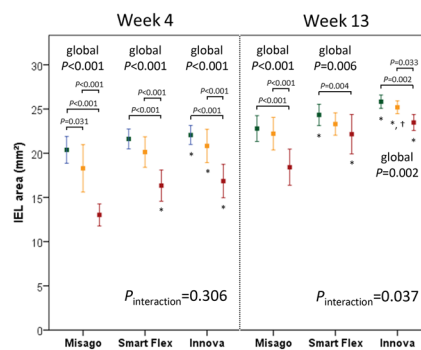 Week 4
Week 13
global
P<0.001
global
P<0.001
global
P<0.001
global
P<0.001
global
P=0.006
P<0.001
P<0.001
P=0.031
P<0.001
P<0.001
P<0.001
P<0.001
P<0.001
P<0.001
P=0.004
P=0.033
P=0.002
* * *
*
* *
* *,† *
global
P=0.002
Pinteraction=0.306
Pinteraction=0.037
IEL area (mm²)
30
25
20
15
10
5
0
Misago Smart Flex Innova Misago Smart Flex Innova